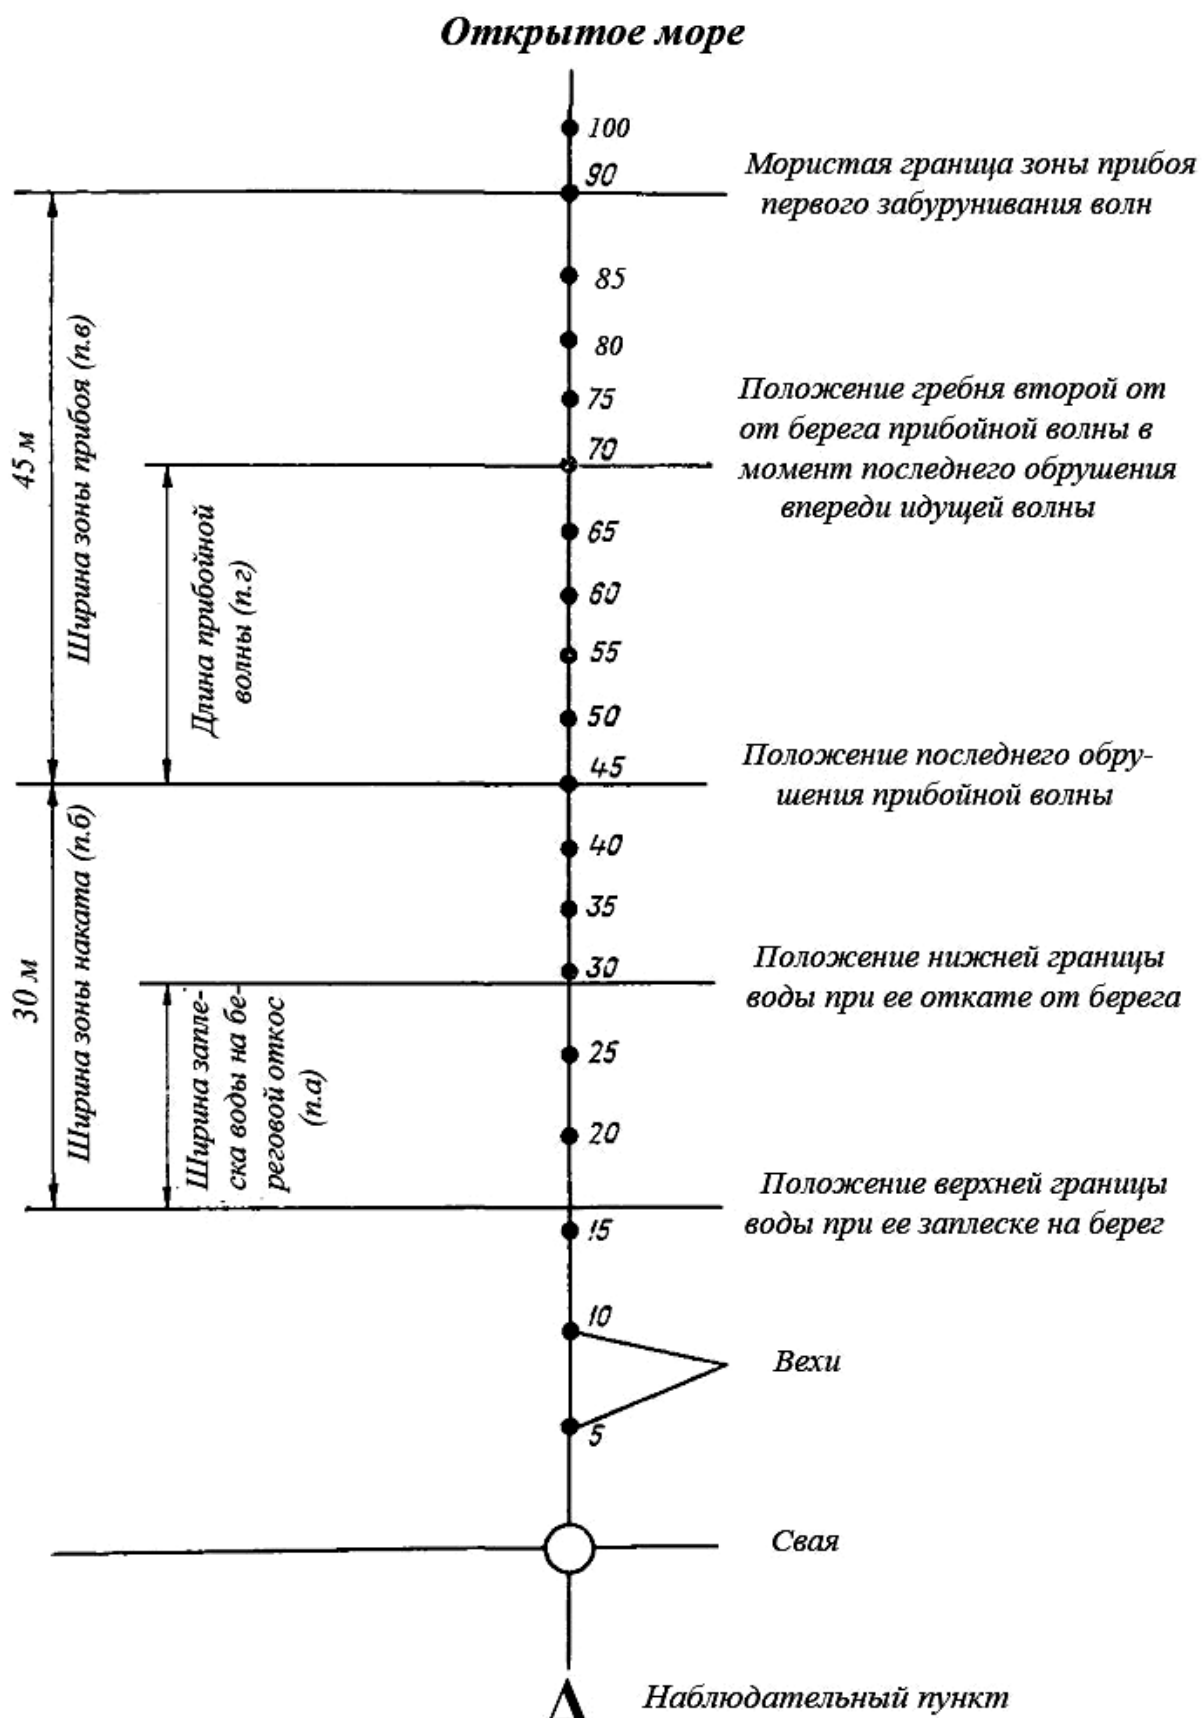 Открытое море
100
90
Мористая граница зоны прибоя
первого забурунивания волн
85
80
75
70
Положение гребня второй от
от берега прибойной волны в
момент последнего обрушения
впереди идущей волны
65
60
55
50
45
Положение последнего обру-
шения прибойной волны
40
35
30
Положение нижней границы
воды при ее откате от берега
25
20
Положение верхней границы
воды при ее заплеске на берег
15
10
Вехи
5
Свая
Наблюдательный пункт
45 м
Ширина зоны прибоя (п.в)
Длина прибойной
волны (п.г)
30 м
Ширина зоны наката (п.б)
Ширина запле-
ска воды на бе-
реговой откос
(п.а)